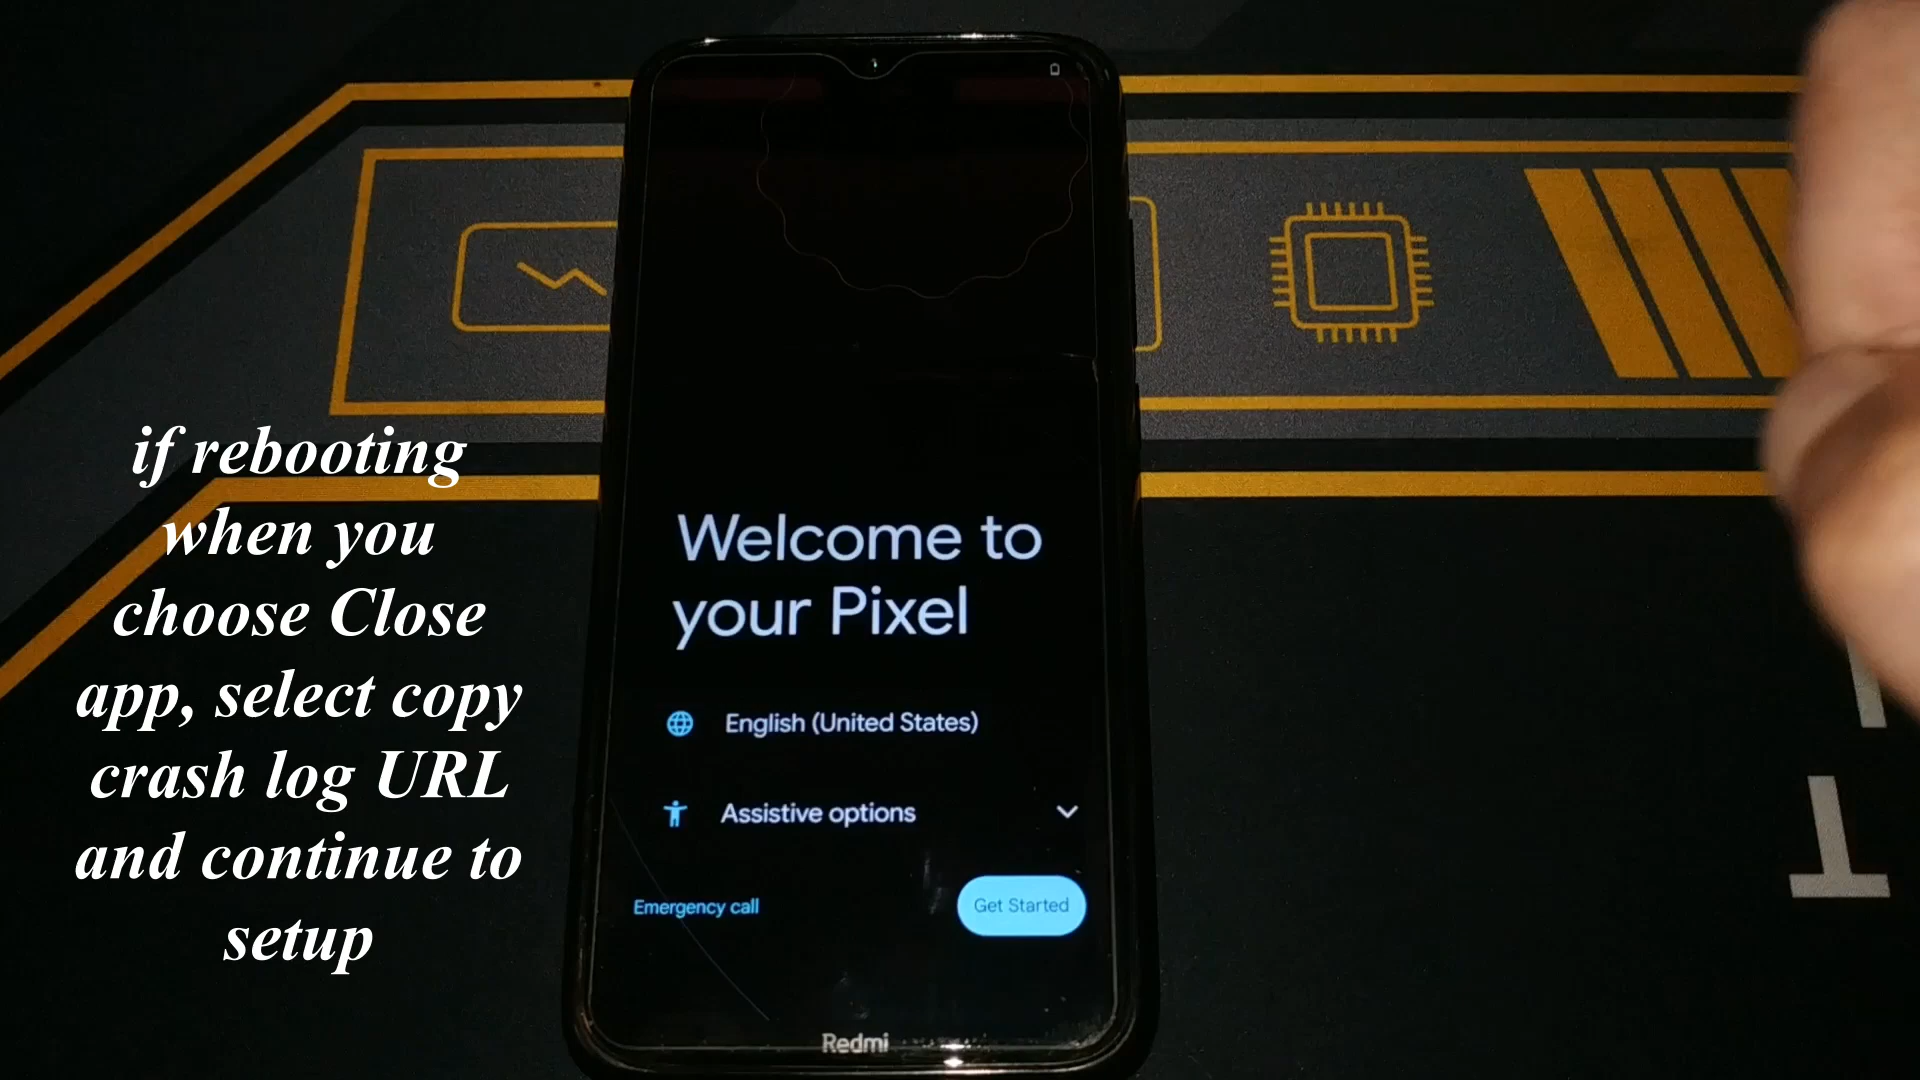 if rebooting
when you
choose Close
app, select copy
crash log URL
and continue to
setup
Welcome to
your Pixel
English (United States)
Assistive options
Emergency call
Get Started
Redmi